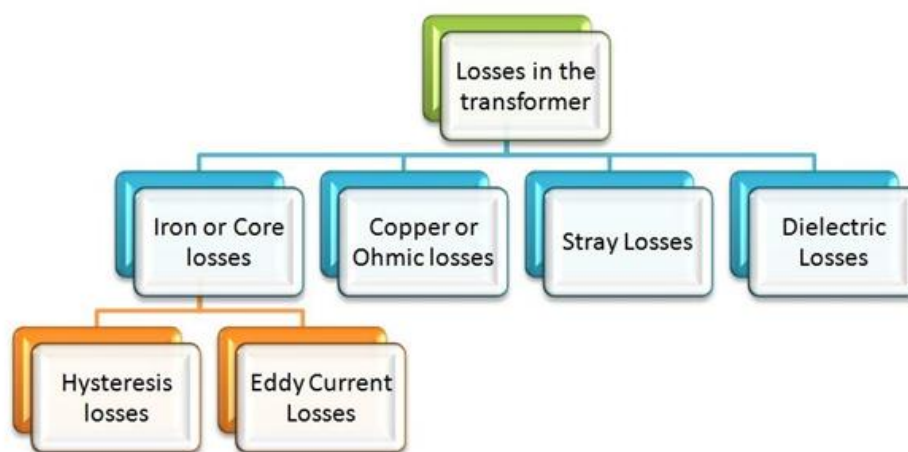 Losses in the
transformer
Iron or Core
losses
Copper or
Ohmic losses
Stray Losses
Dielectric
Losses
Hysteresis
losses
Eddy Current
Losses